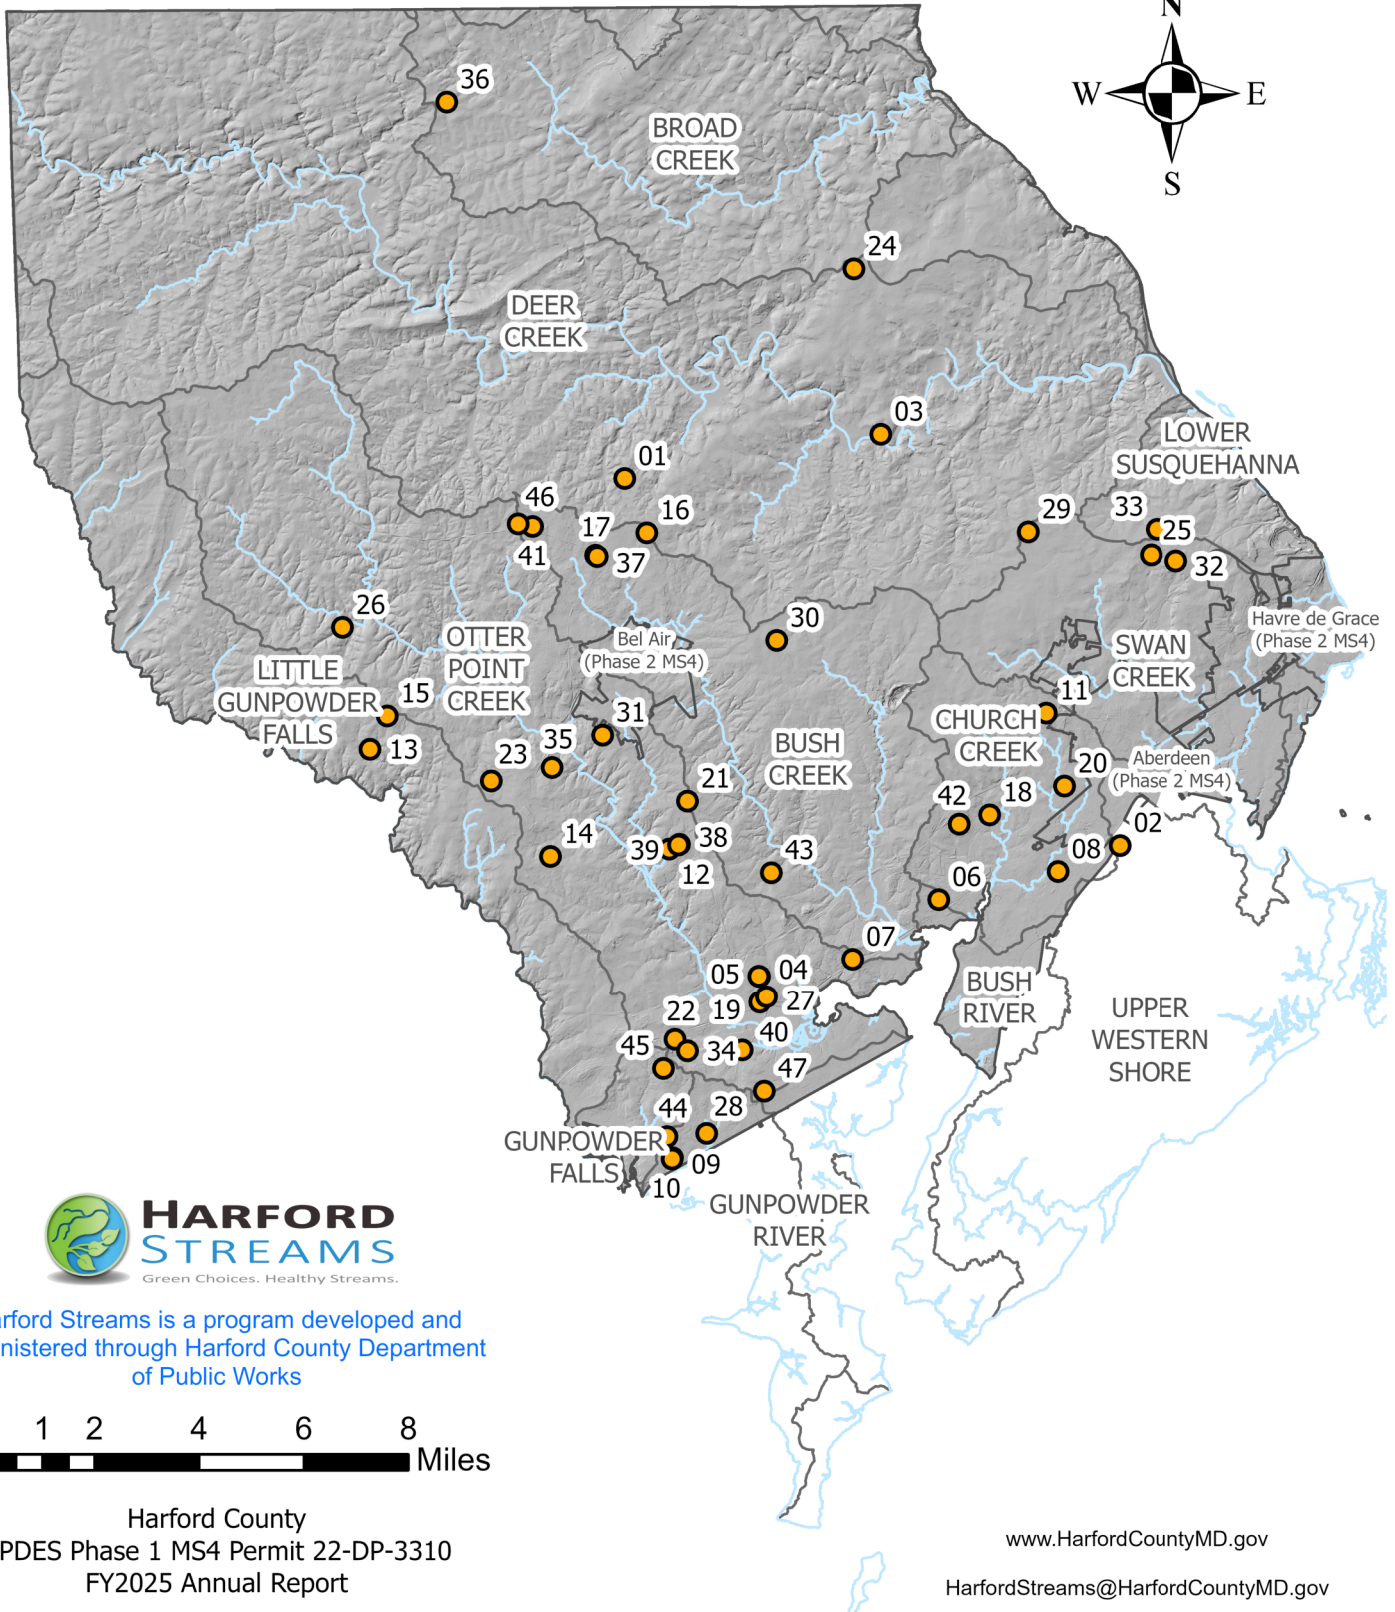 N
W
E
S
36
BROAD
CREEK
24
DEER
CREEK
03
LOWER
SUSQUEHANNA
01
46
16
33
29
17
25
41
37
32
26
30
Havre de Grace
(Phase 2 MS4)
OTTER
POINT
CREEK
Bel Air
(Phase 2 MS4)
SWAN
CREEK
LITTLE
GUNPOWDER
FALLS
15
11
31
CHURCH
CREEK
13
35
BUSH
CREEK
23
20
Aberdeen
(Phase 2 MS4)
21
42
18
02
14
39
38
12
43
08
06
07
05
04
BUSH
RIVER
19
27
22
UPPER
WESTERN
SHORE
45
34
40
47
44
28
GUNPOWDER
FALLS
09
10
GUNPOWDER
RIVER
HARFORD
STREAMS
Green Choices. Healthy Streams.
arford Streams is a program developed and
nistered through Harford County Department
of Public Works
1 2 4 6 8
Miles
Harford County
PDES Phase 1 MS4 Permit 22-DP-3310
FY2025 Annual Report
www.HarfordCountyMD.gov
HarfordStreams@HarfordCountyMD.gov